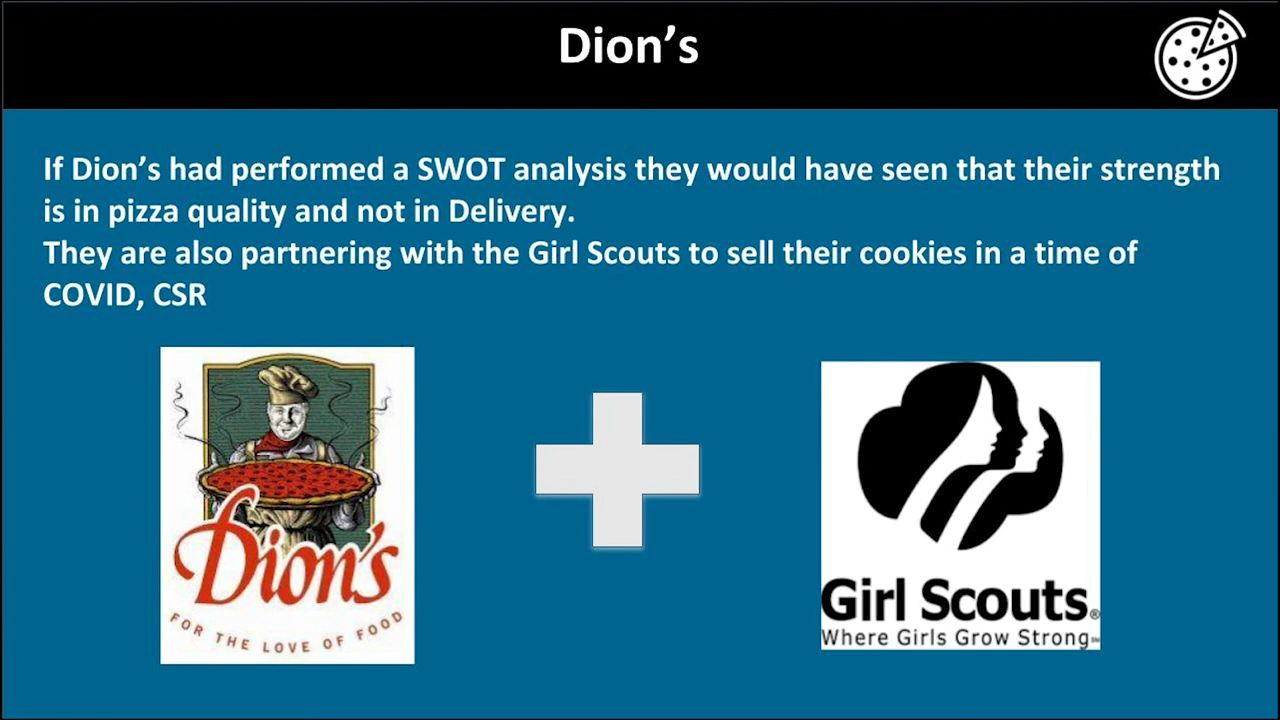 Dion’s
If Dion’s had performed a SWOT analysis they would have seen that their strength
is in pizza quality and not in Delivery.
They are also partnering with the Girl Scouts to sell their cookies in a time of
COVID, CSR
Dion's
FOR THE LOVE OF FOOD
Girl Scouts®
Where Girls Grow Strong℠